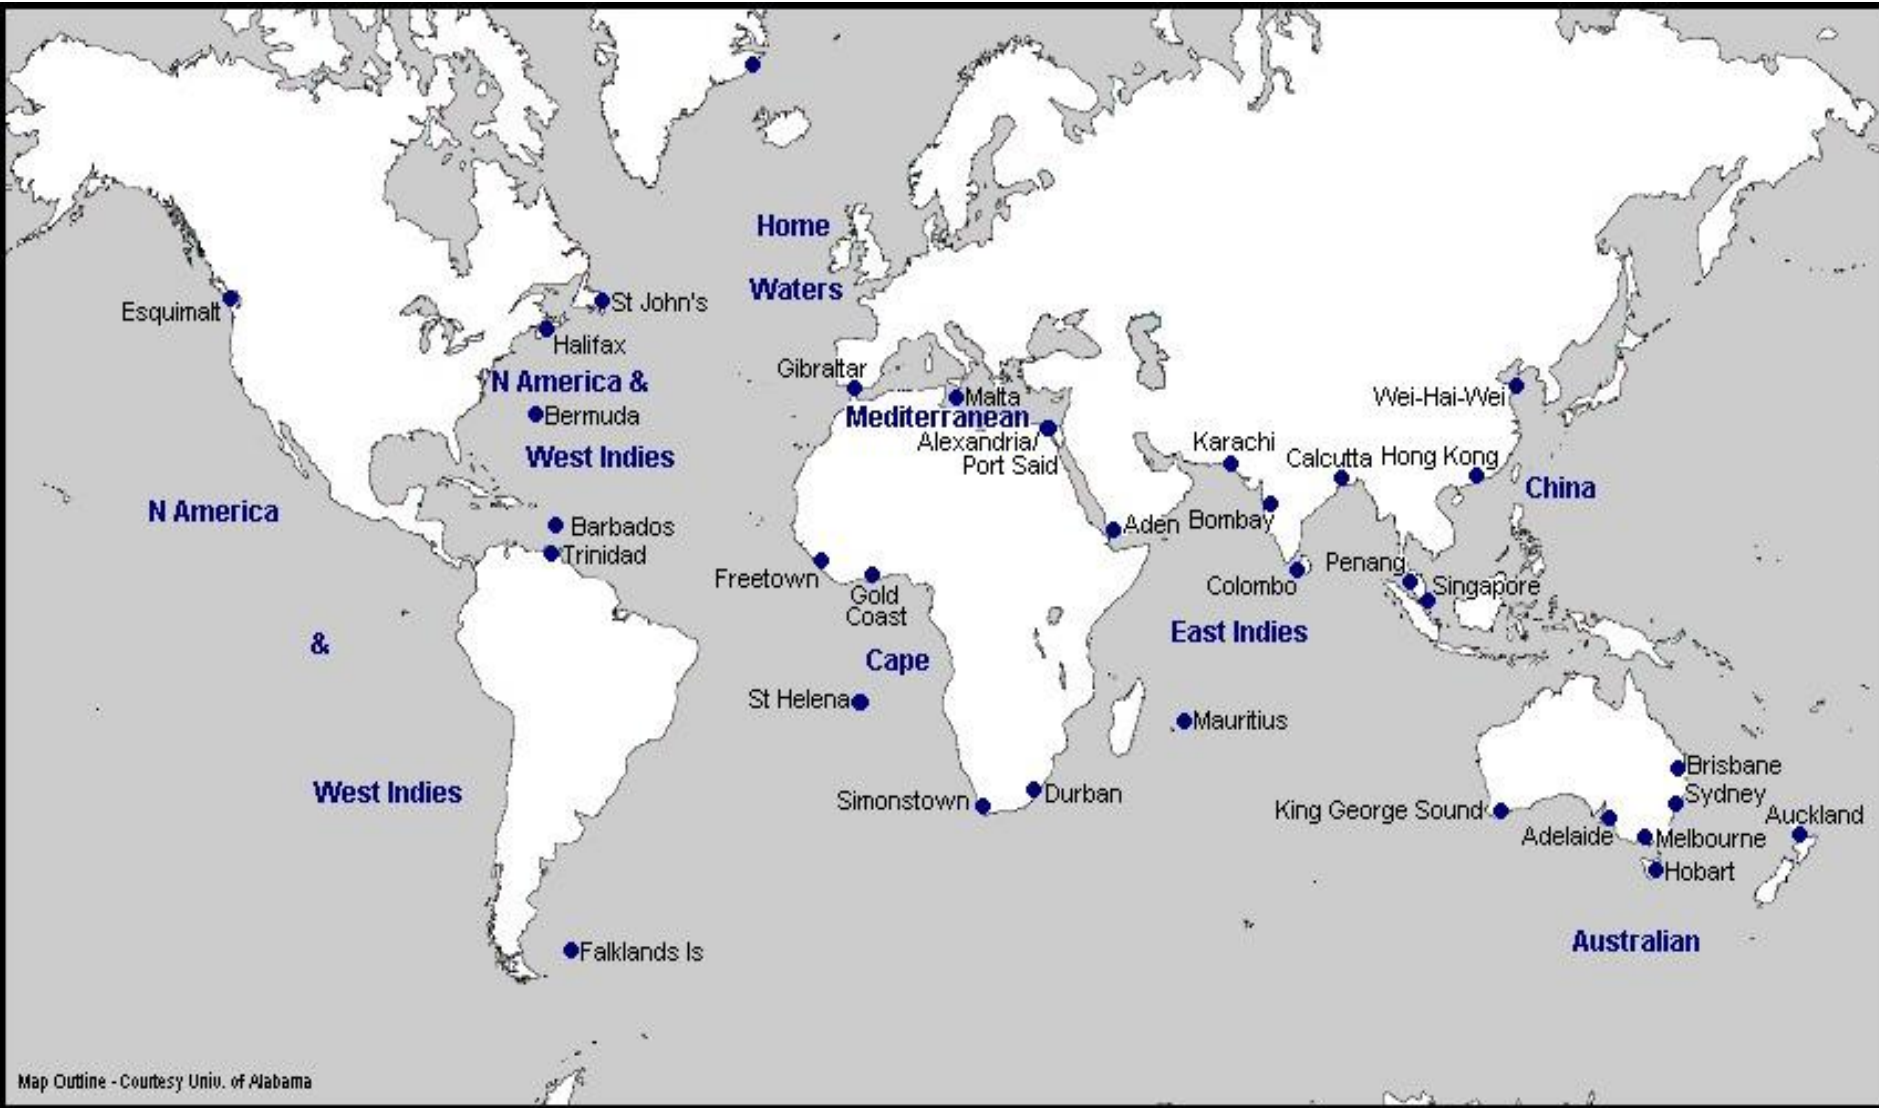 Home
Waters
Esquimalt
St John's
Halifax
N America &
Bermuda
West Indies
N America
&
West Indies
Barbados
Trinidad
Falklands Is
Gibraltar
Malta
Mediterranean
Alexandria/
Port Said
Freetown
Gold
Coast
Cape
St Helena
Simonstown
Durban
Aden
Karachi
Bombay
Calcutta
Colombo
East Indies
Mauritius
Wei-Hai-Wei
Hong Kong
China
Penang
Singapore
King George Sound
Adelaide
Brisbane
Sydney
Melbourne
Hobart
Auckland
Australian
Map Outline - Courtesy Univ. of Alabama